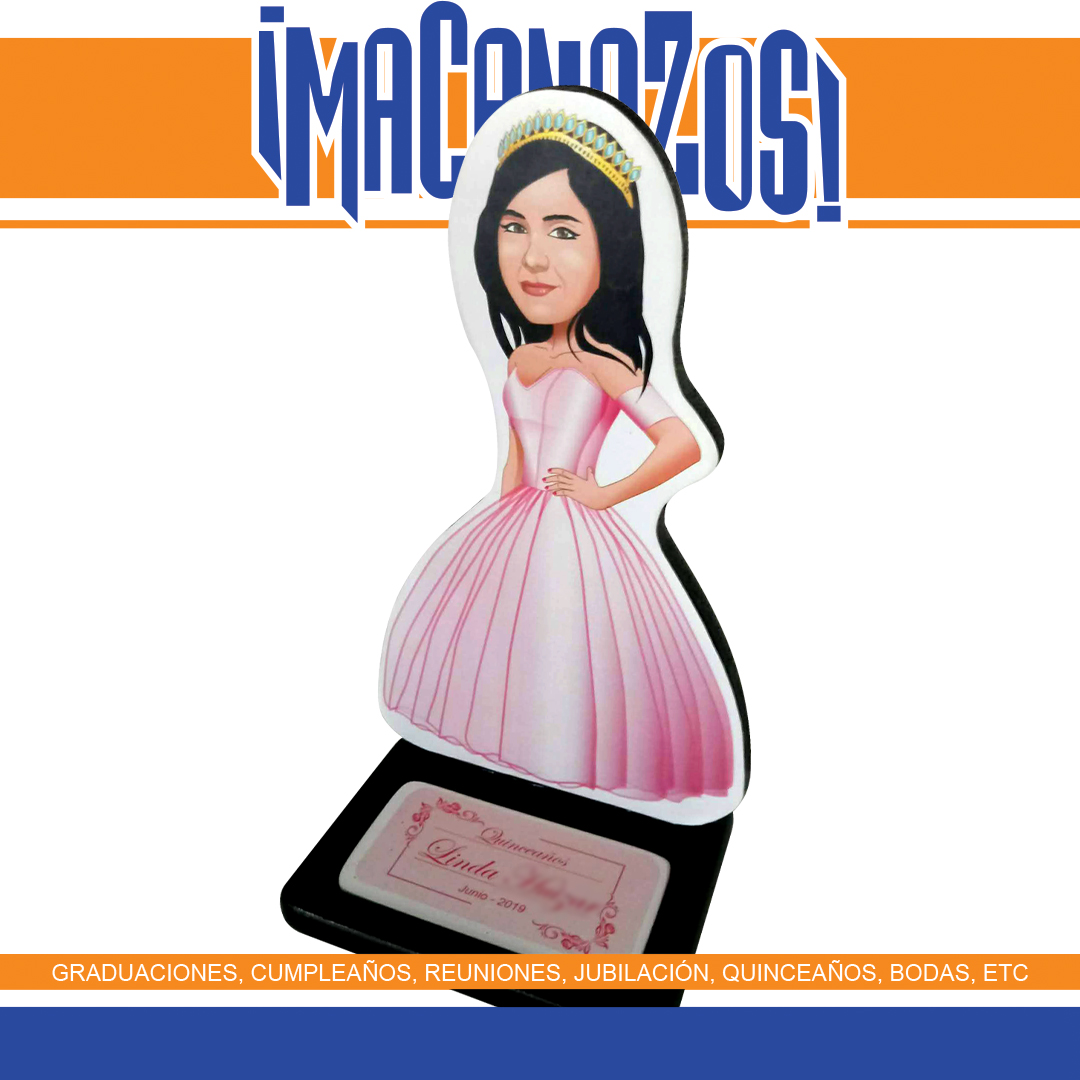 ¡MACANAZOS!
Quinceaños
Linda
Junio - 2019
GRADUACIONES, CUMPLEAÑOS, REUNIONES, JUBILACIÓN, QUINCEAÑOS, BODAS, ETC